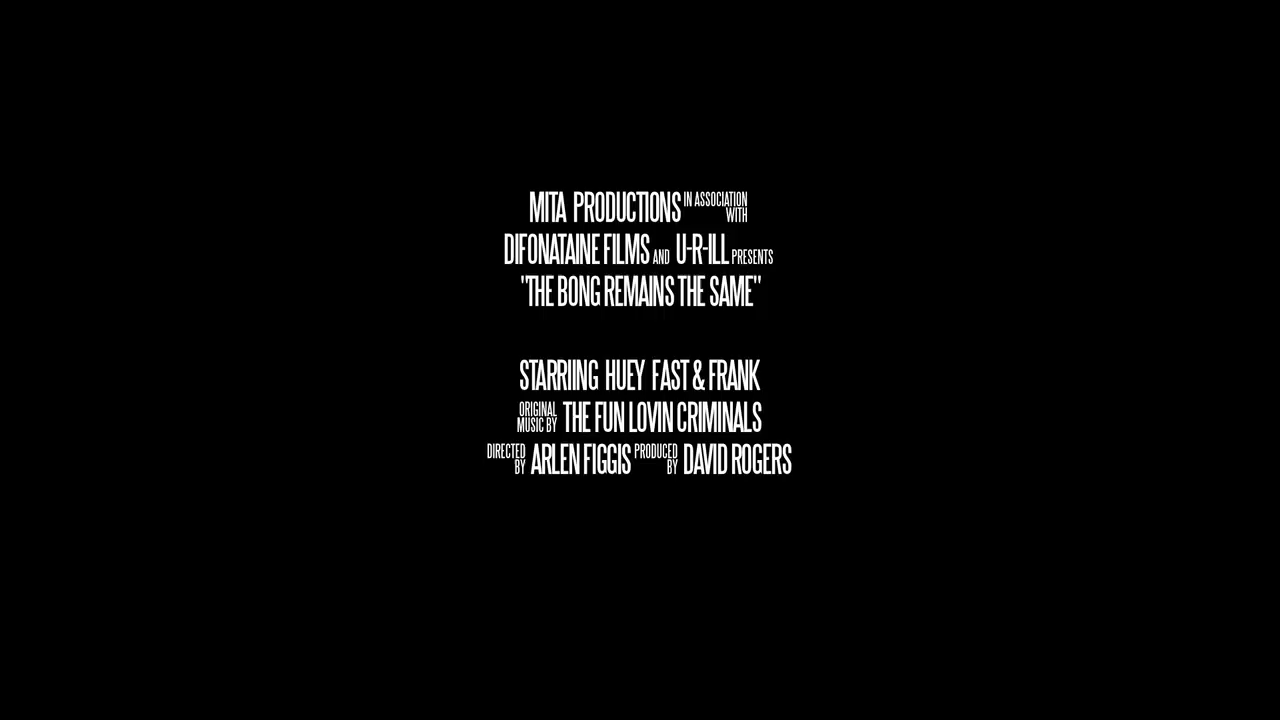 MITA PRODUCTIONS IN ASSOCIATION WITH
DIFONATAINE FILMS AND U-R-ILL PRESENTS
"THE BONG REMAINS THE SAME"
STARRIING HUEY FAST & FRANK
ORIGINAL MUSIC BY THE FUN LOVIN CRIMINALS
DIRECTED BY ARLEN FIGGIS PRODUCED BY DAVID ROGERS